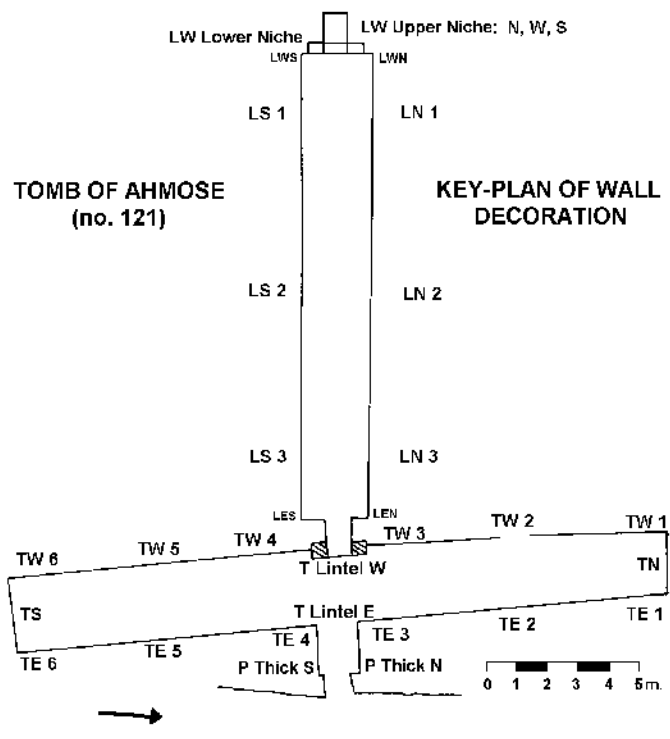 LW Lower Niche
LW Upper Niche: N, W, S
LWS
LWN
LS 1
LN 1
TOMB OF AHMOSE
(no. 121)
KEY-PLAN OF WALL
DECORATION
LS 2
LN 2
LS 3
LN 3
LES
LEN
TW 6
TW 5
TW 4
TW 3
TW 2
TW 1
T Lintel W
TN
TS
T Lintel E
TE 6
TE 5
TE 4
TE 3
TE 2
TE 1
P Thick S
P Thick N
0 1 2 3 4 5 m.